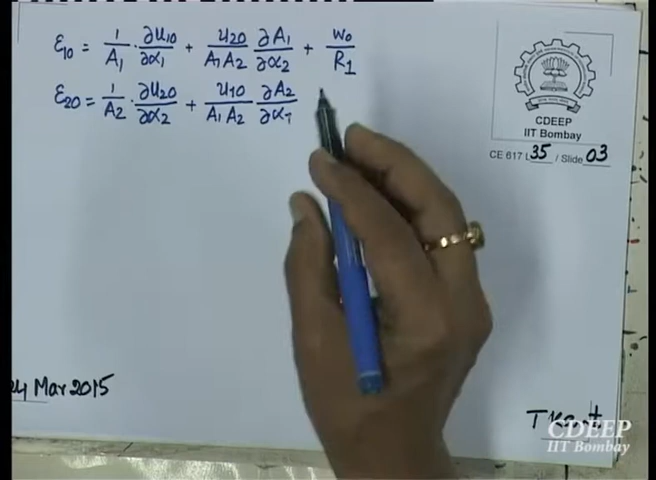 ε10 = 1/A1 · ∂u10/∂α1 + u20/A1A2 ∂A1/∂α2 + w0/R1
ε20 = 1/A2 · ∂u20/∂α2 + u10/A1A2 ∂A2/∂α1
CDEEP
IIT Bombay
CE 617 L 35 / Slide 03
24 Mar 2015
CDEEP
IIT Bombay